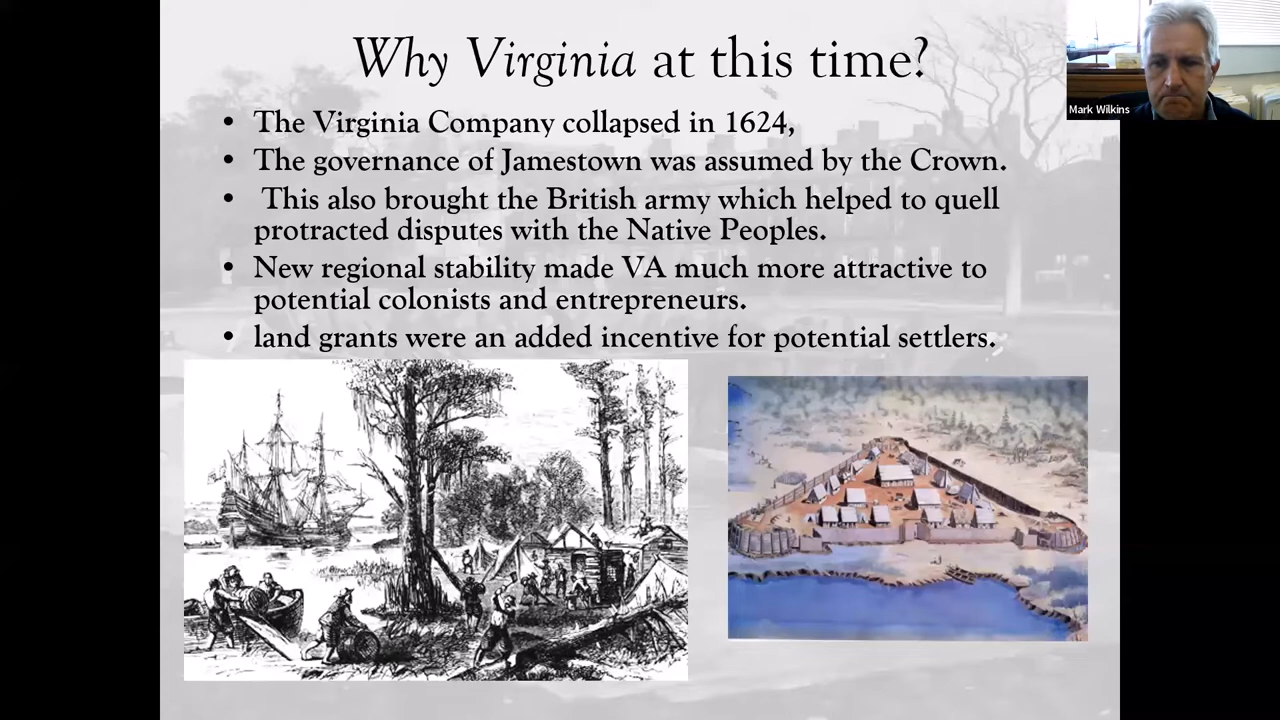 Why Virginia at this time?
Mark Wilkins
• The Virginia Company collapsed in 1624,
• The governance of Jamestown was assumed by the Crown.
• This also brought the British army which helped to quell
protracted disputes with the Native Peoples.
• New regional stability made VA much more attractive to
potential colonists and entrepreneurs.
• land grants were an added incentive for potential settlers.